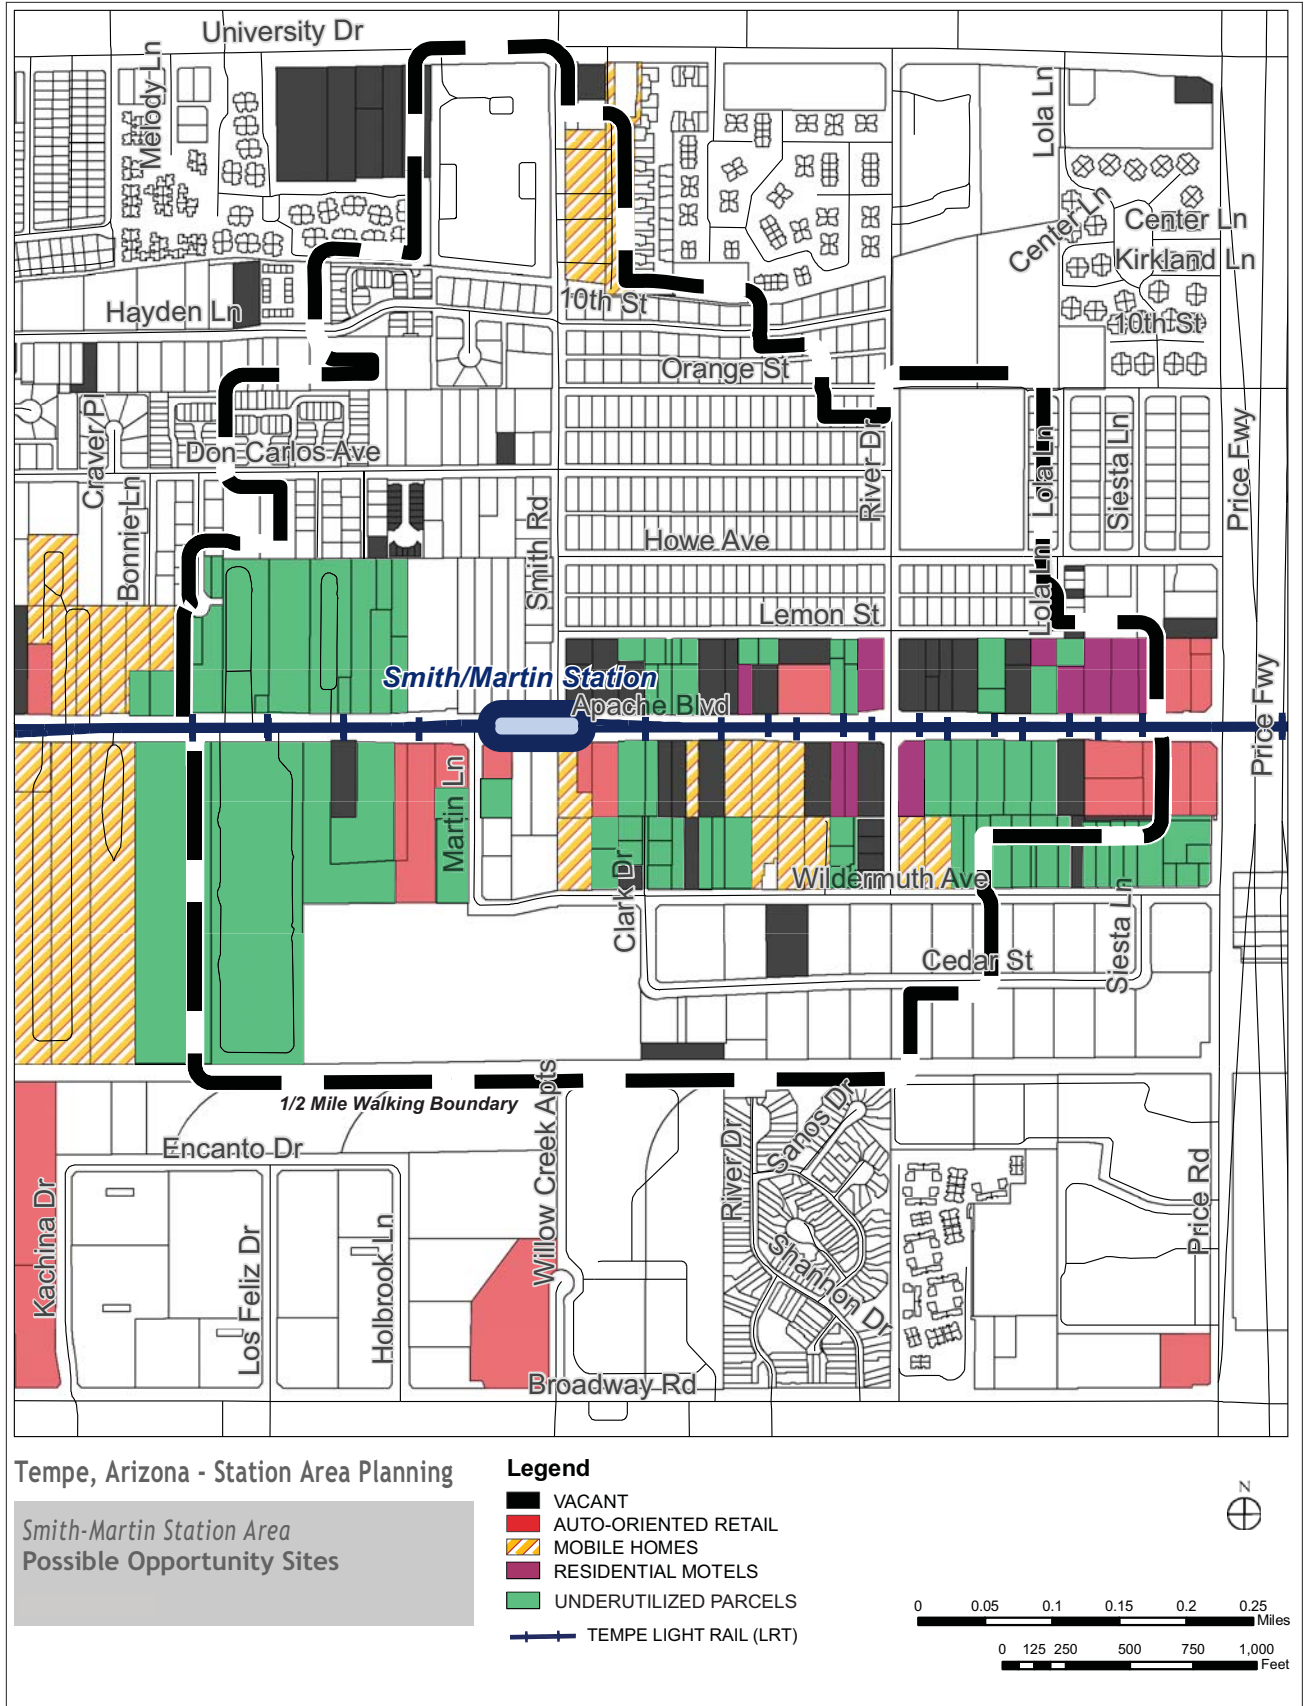 University Dr
Melody Ln
Lola Ln
Center Ln
Center Ln
Kirkland Ln
10th St
Hayden Ln
10th St
Orange St
Craver Pl
Don Carlos Ave
River Dr
Lola Ln
Siesta Ln
Price Fwy
Bonnie Ln
Smith Rd
Howe Ave
Lola Ln
Lemon St
Smith/Martin Station
Apache Blvd
Price Fwy
Martin Ln
Clark Dr
Wildermuth Ave
Siesta Ln
Cedar St
1/2 Mile Walking Boundary
Willow Creek Apts
Encanto Dr
River Dr
Sanos Dr
Kachina Dr
Los Feliz Dr
Holbrook Ln
Shannon Dr
Price Rd
Broadway Rd
Tempe, Arizona - Station Area Planning
Smith-Martin Station Area
Possible Opportunity Sites
Legend
VACANT
AUTO-ORIENTED RETAIL
MOBILE HOMES
RESIDENTIAL MOTELS
UNDERUTILIZED PARCELS
TEMPE LIGHT RAIL (LRT)
N
0 0.05 0.1 0.15 0.2 0.25
Miles
0 125 250 500 750 1,000
Feet